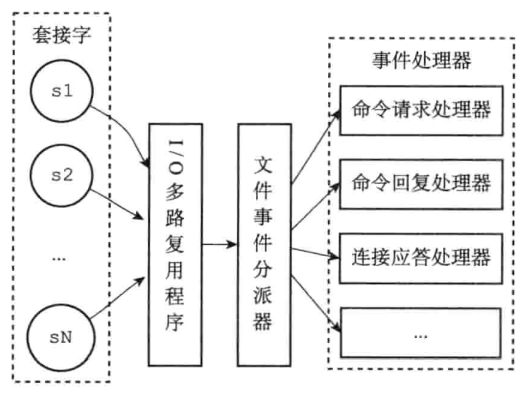 套接字
s1
s2
...
sN
I/O多路复用程序
文件事件分派器
事件处理器
命令请求处理器
命令回复处理器
连接应答处理器
...